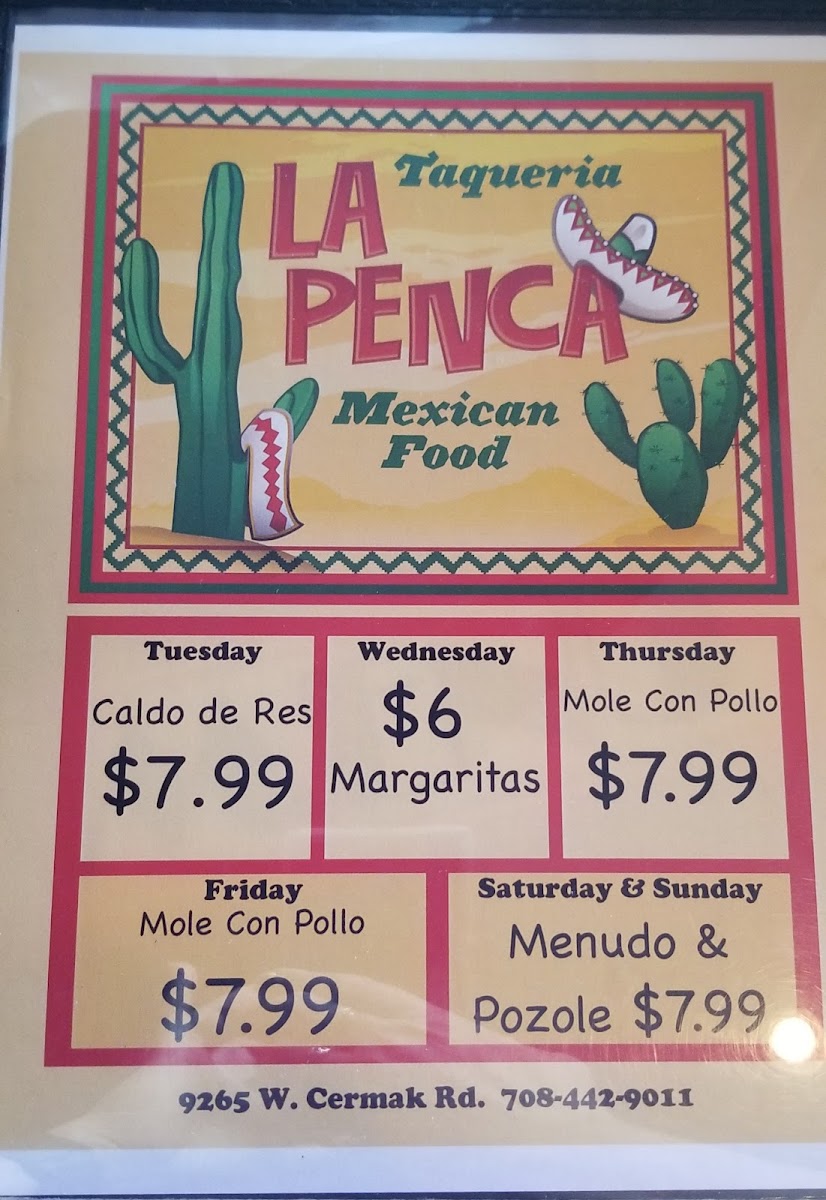 Taqueria
LA
PENCA
1
Mexican
Food
Tuesday
Caldo de Res
$7.99
Wednesday
$6
Margaritas
Thursday
Mole Con Pollo
$7.99
Friday
Mole Con Pollo
$7.99
Saturday & Sunday
Menudo &
Pozole $7.99
9265 W. Cermak Rd. 708-442-9011